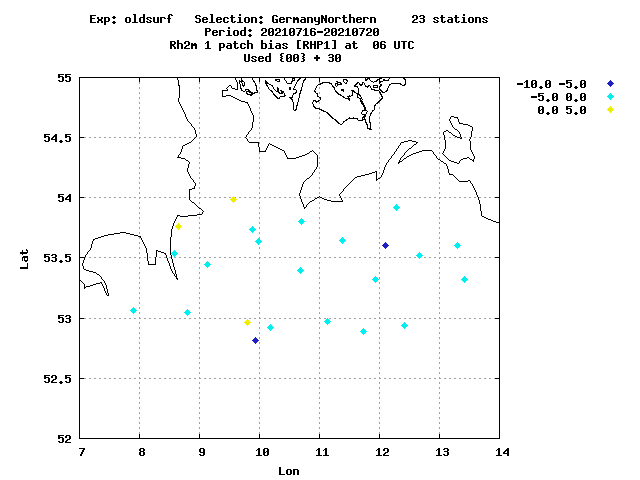 Exp: oldsurf   Selection: GermanyNorthern     23 stations
Period: 20210716-20210720
Rh2m 1 patch bias [RHP1] at  06 UTC
Used {00} + 30
-10.0 -5.0
-5.0 0.0
0.0 5.0
55
54.5
54
53.5
53
52.5
52
Lat
7 8 9 10 11 12 13 14
Lon